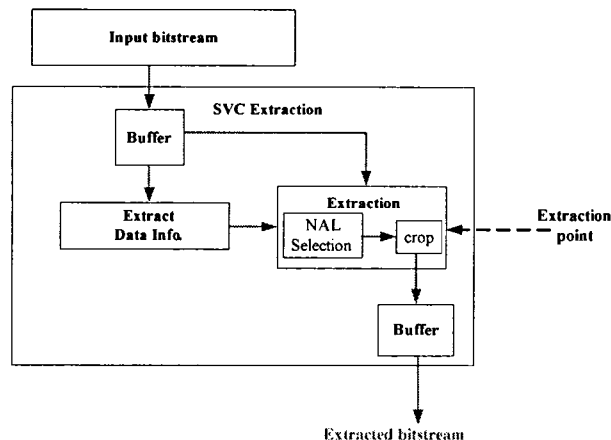 Input bitstream
SVC Extraction
Buffer
Extract
Data Info.
Extraction
NAL
Selection
crop
Extraction
point
Buffer
Extracted bitstream